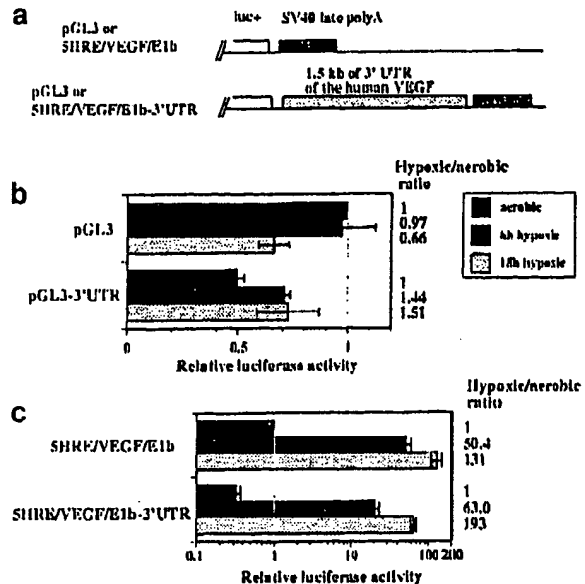 a
pGL3 or
5HRE/VEGF/E1b
luc+ SV40 late polyA
pGL3 or
5HRE/VEGF/E1b-3'UTR
1.5 kb of 3' UTR
of the human VEGF
b
Hypoxic/aerobic
ratio
pGL3
1
0.97
0.66
pGL3-3'UTR
1
1.44
1.51
0 0.5 1
Relative luciferase activity
aerobic
6h hypoxic
18h hypoxic
c
Hypoxic/aerobic
ratio
5HRE/VEGF/E1b
1
50.4
131
5HRE/VEGF/E1b-3'UTR
1
63.0
193
0.1 1 10 100 200
Relative luciferase activity